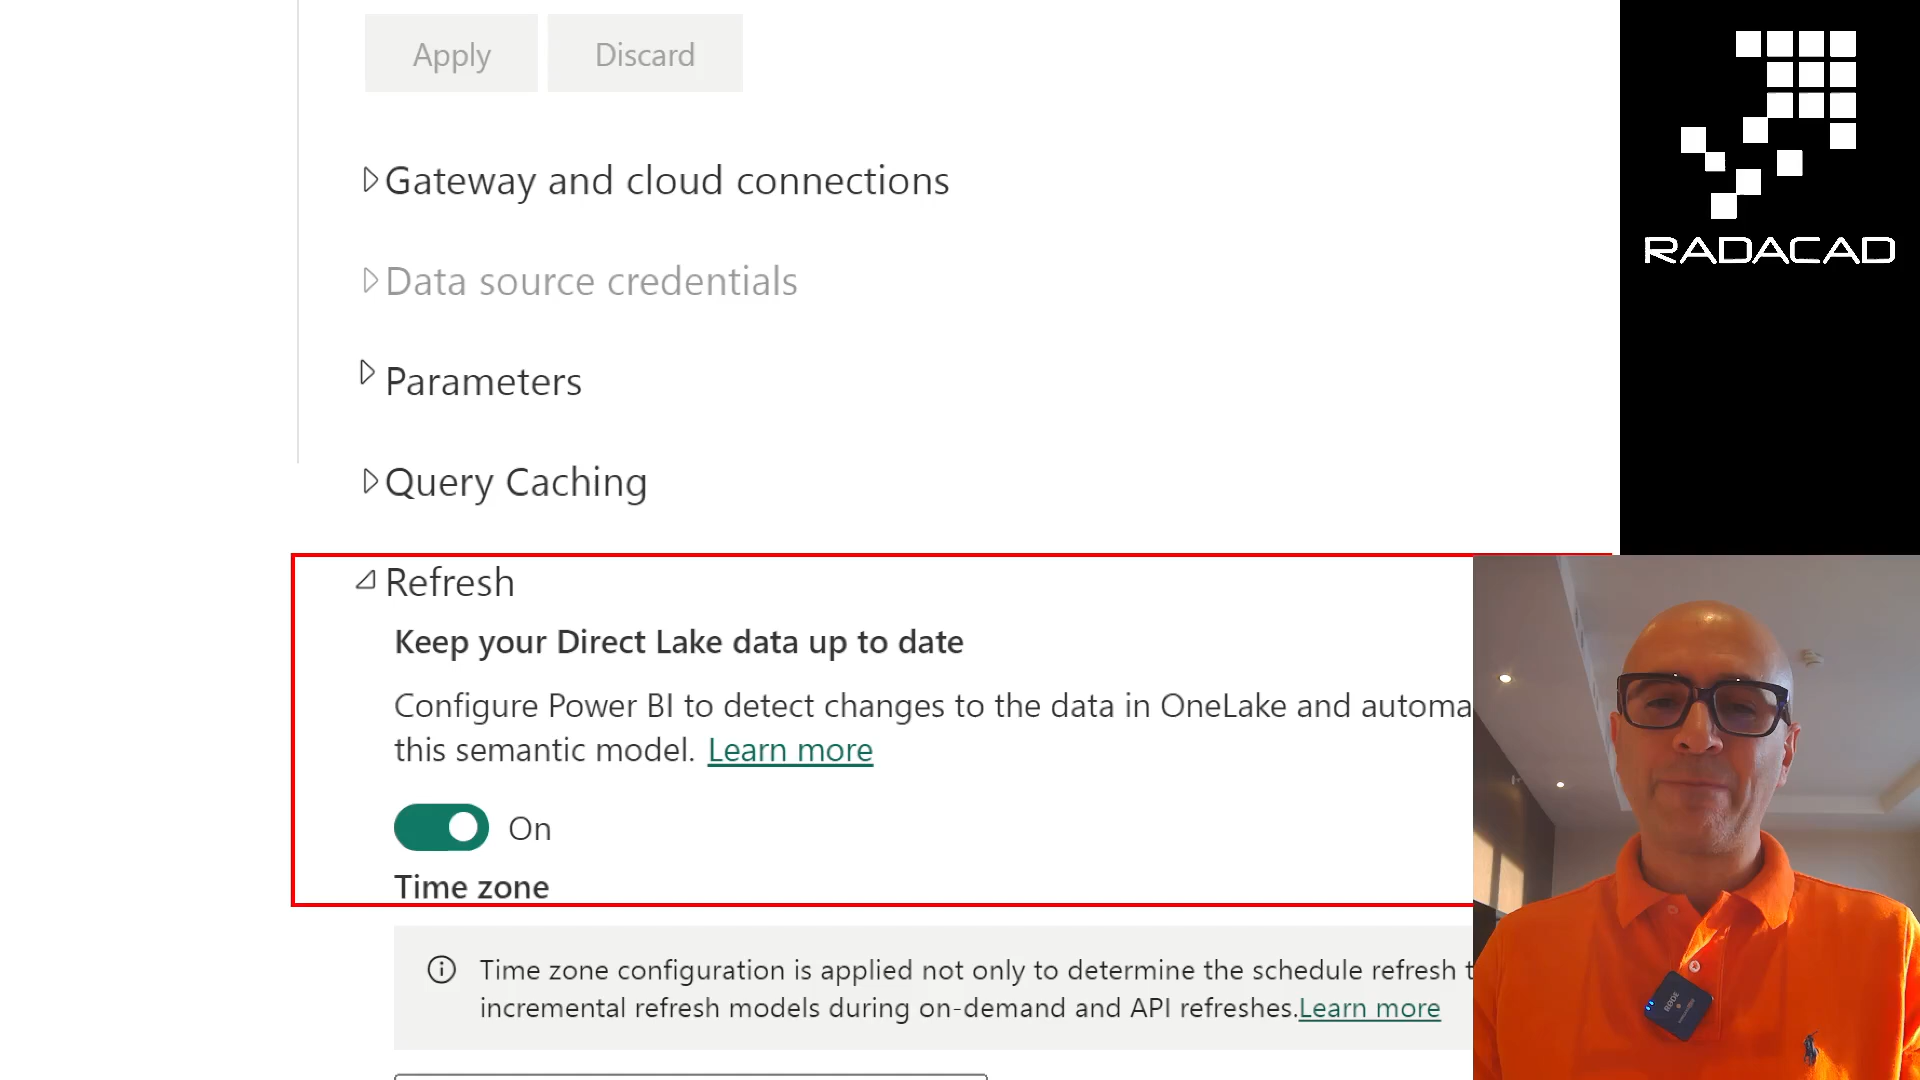 Apply
Discard
Gateway and cloud connections
Data source credentials
Parameters
Query Caching
Refresh
Keep your Direct Lake data up to date
Configure Power BI to detect changes to the data in OneLake and automa
this semantic model. Learn more
On
Time zone
Time zone configuration is applied not only to determine the schedule refresh t
incremental refresh models during on-demand and API refreshes.Learn more
RADACAD
RODE